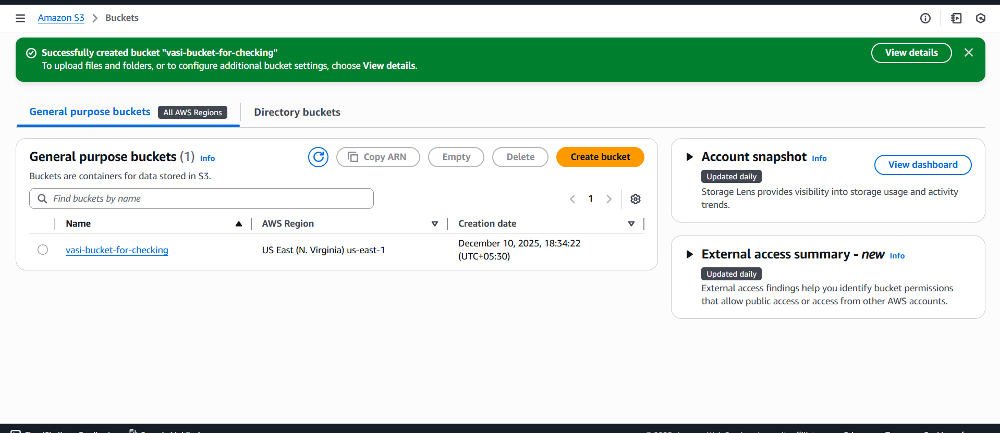 Amazon S3 > Buckets
Successfully created bucket "vasi-bucket-for-checking"
To upload files and folders, or to configure additional bucket settings, choose View details.
View details
General purpose buckets All AWS Regions
Directory buckets
General purpose buckets (1) Info
Copy ARN
Empty
Delete
Create bucket
Buckets are containers for data stored in S3.
Find buckets by name
1
Name AWS Region Creation date
vasi-bucket-for-checking US East (N. Virginia) us-east-1 December 10, 2025, 18:34:22
(UTC+05:30)
Account snapshot Info
View dashboard
Updated daily
Storage Lens provides visibility into storage usage and activity
trends.
External access summary - new Info
Updated daily
External access findings help you identify bucket permissions
that allow public access or access from other AWS accounts.